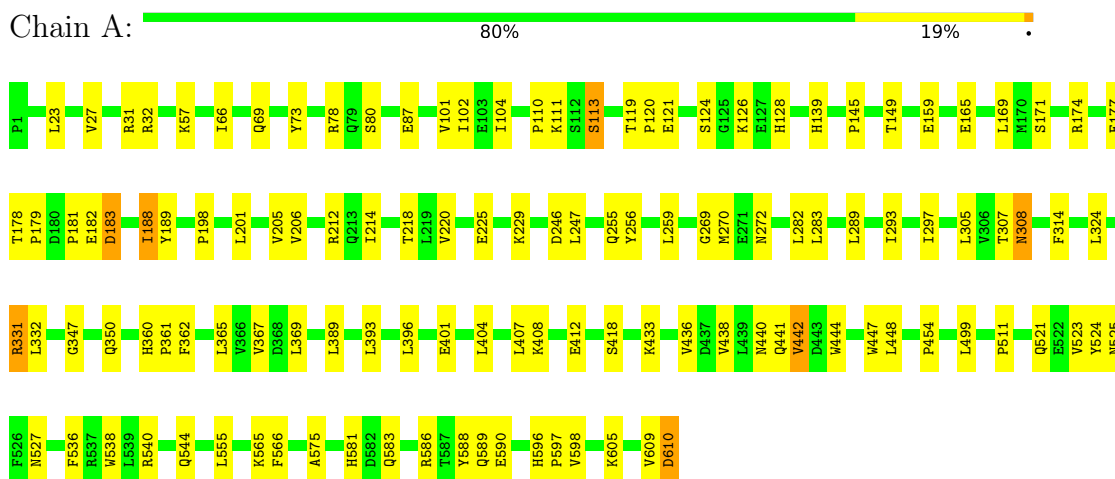 Chain A:
80% 19% •
P1 L23 V27 R31 R32 K57 I66 Q69 Y73 R78 Q79 S80 E87 V101 I102 E103 I104 P110 K111 S112 S113 T119 P120 E121 S124 G125 K126 E127 H128 H139 P145 T149 E159 E165 L169 M170 S171 R174
T178 P179 D180 P181 E182 D183 I188 Y189 P198 L201 V205 V206 R212 Q213 I214 T218 L219 V220 E225 K229 D246 L247 Q255 Y256 L259 G269 M270 E271 N272 L282 L283 L289 I293 I297 L305 V306 T307 N308 F314 L324
R331 L332 G347 Q350 H360 P361 F362 L365 V366 V367 D368 L369 L389 L393 L396 E401 L404 L407 K408 E412 S418 K433 V436 D437 V438 L439 N440 Q441 V442 D443 W444 W447 L448 P454 L499 P511 Q521 E522 V523 Y524 N525
F526 N527 F536 R537 W538 L539 R540 Q544 L555 K565 F566 A575 H581 D582 Q583 R586 T587 Y588 Q589 E590 H596 P597 V598 K605 V609 D610